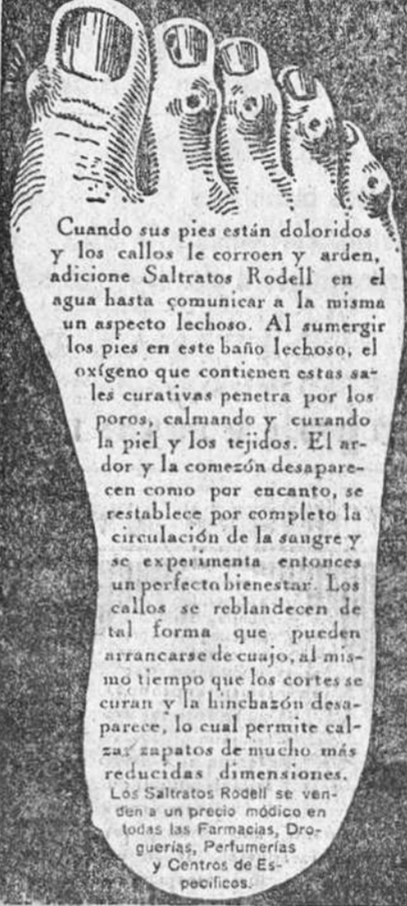 Cuando sus pies están doloridos
y los callos le corroen y arden,
adicione Saltratos Rodell en el
agua hasta comunicar a la misma
un aspecto lechoso. Al sumergir
los pies en este baño lechoso, el
oxígeno que contienen estas sa-
les curativas penetra por los
poros, calmando y curando
la piel y los tejidos. El ar-
dor y la comezón desapare-
cen como por encanto, se
restablece por completo la
circulación de la sangre y
se experimenta entonces
un perfecto bienestar. Los
callos se reblandecen de
tal forma que pueden
arrancarse de cuajo, al mis-
mo tiempo que los cortes se
curan y la hinchazón desa-
parece, lo cual permite cal-
zar zapatos de mucho más
reducidas dimensiones.
Los Saltratos Rodell se ven-
den a un precio módico en
todas las Farmacias, Dro-
guerías, Perfumerías
y Centros de Es-
pecíficos.